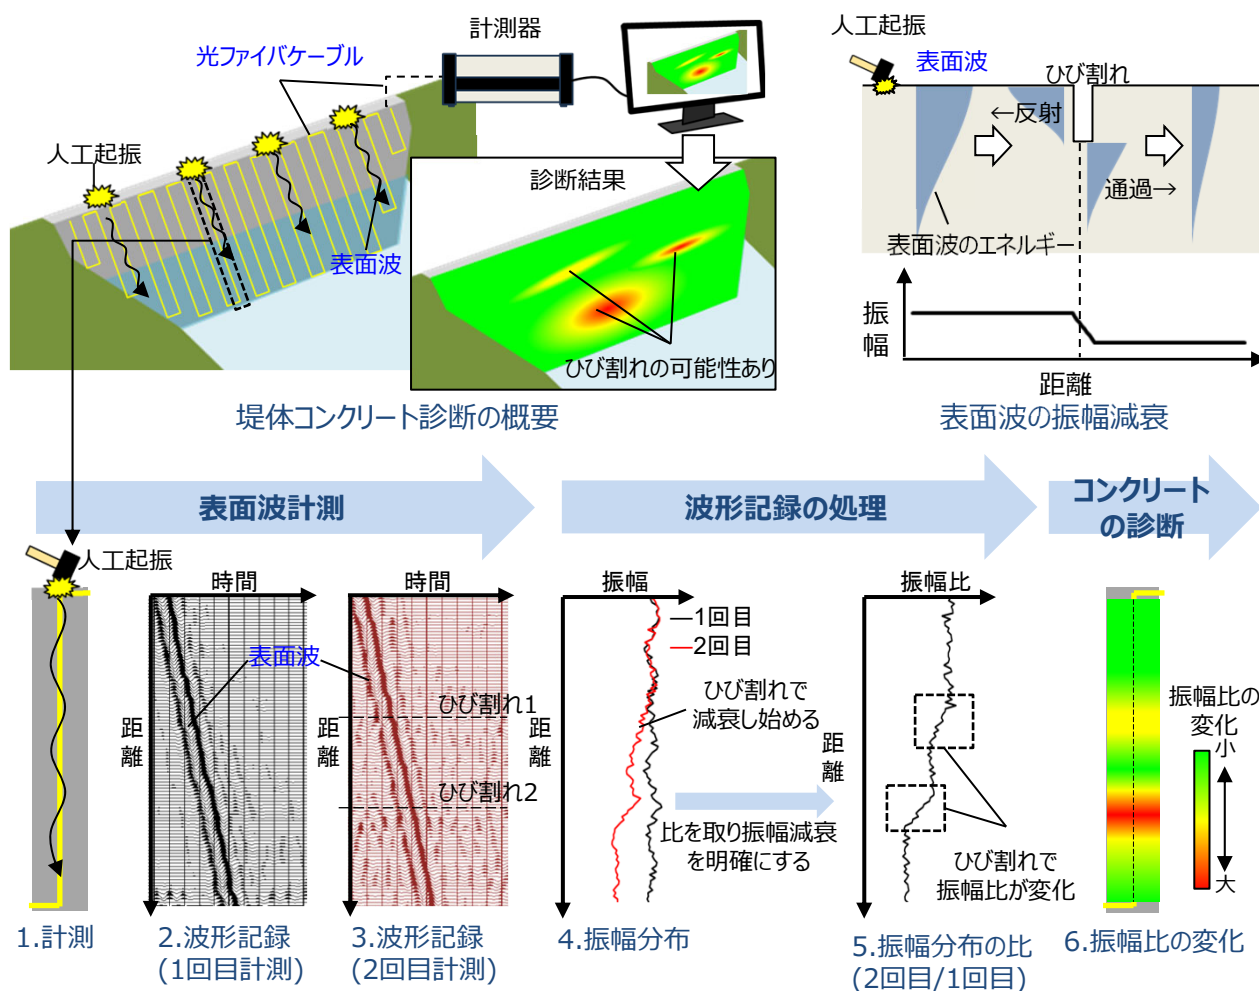 計測器
光ファイバケーブル
人工起振
表面波
診断結果
ひび割れの可能性あり
堤体コンクリート診断の概要
人工起振
表面波
ひび割れ
←反射
通過→
表面波のエネルギー
振幅
距離
表面波の振幅減衰
表面波計測
波形記録の処理
コンクリート
の診断
人工起振
1.計測
時間
距離
表面波
2.波形記録
(1回目計測)
時間
距離
ひび割れ1
ひび割れ2
3.波形記録
(2回目計測)
振幅
距離
1回目
2回目
ひび割れで
減衰し始める
比を取り振幅減衰
を明確にする
4.振幅分布
振幅比
距離
ひび割れで
振幅比が変化
5.振幅分布の比
(2回目/1回目)
振幅比の
変化
小
大
6.振幅比の変化